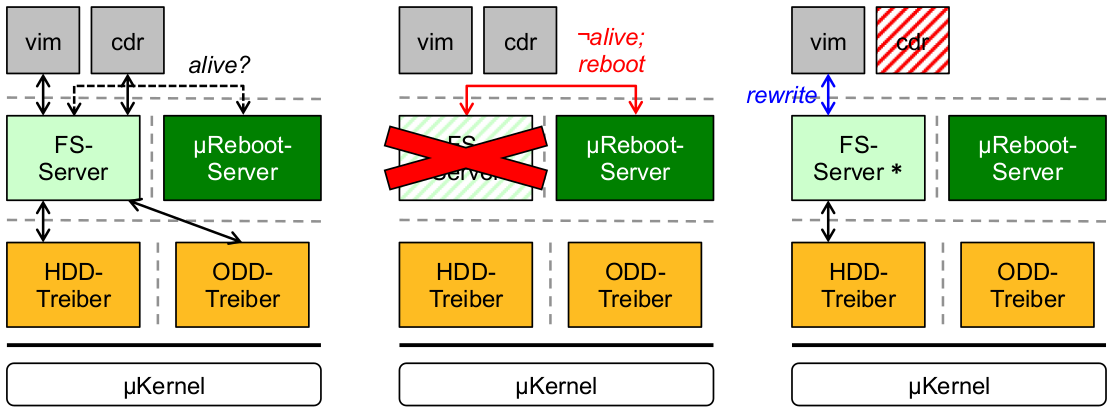 vim
cdr
alive?
FS-
Server
µReboot-
Server
HDD-
Treiber
ODD-
Treiber
µKernel
vim
cdr
¬alive;
reboot
FS-
Server
µReboot-
Server
HDD-
Treiber
ODD-
Treiber
µKernel
vim
cdr
rewrite
FS-
Server *
µReboot-
Server
HDD-
Treiber
ODD-
Treiber
µKernel